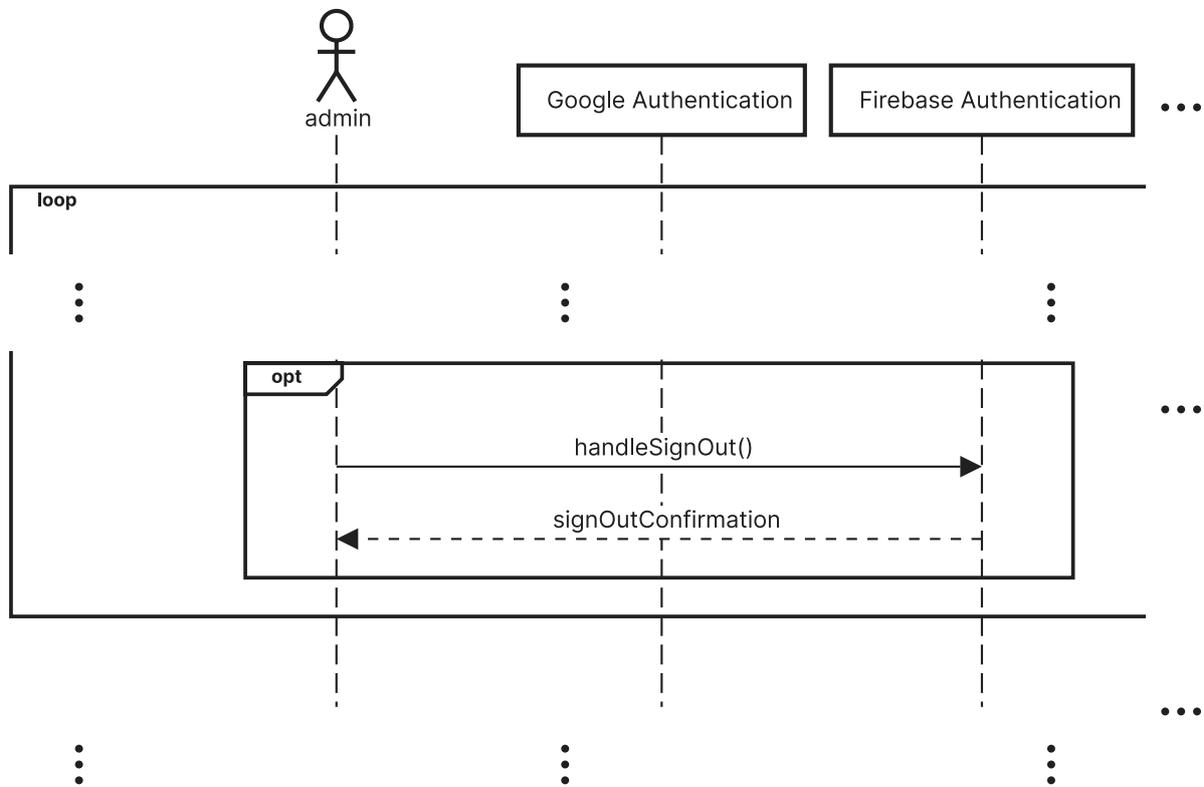 admin
Google Authentication
Firebase Authentication
loop
opt
handleSignOut()
signOutConfirmation